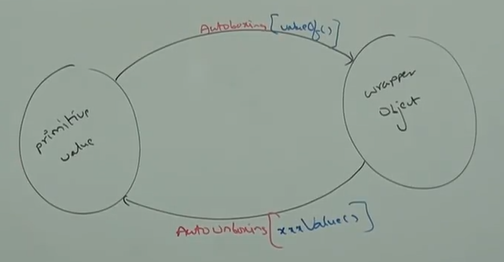 Autoboxing [valueOf()]
primitive
value
wrapper
Object
AutoUnboxing [xxxValue()]